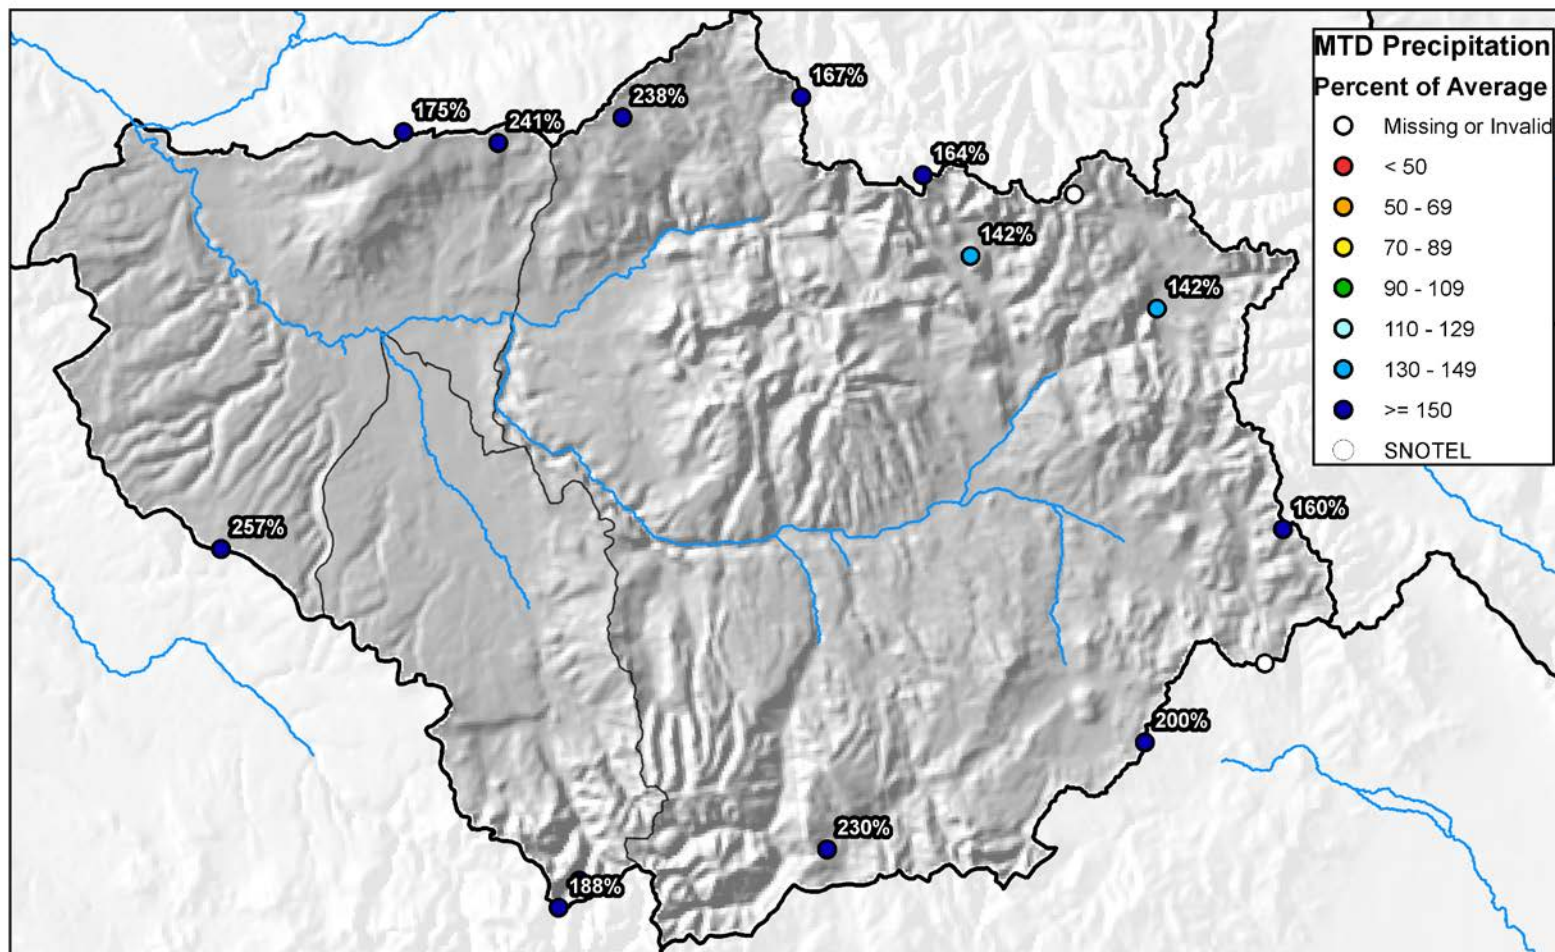 MTD Precipitation
Percent of Average
Missing or Invalid
< 50
50 - 69
70 - 89
90 - 109
110 - 129
130 - 149
>= 150
SNOTEL
167%
238%
175%
241%
164%
142%
142%
257%
160%
200%
230%
188%